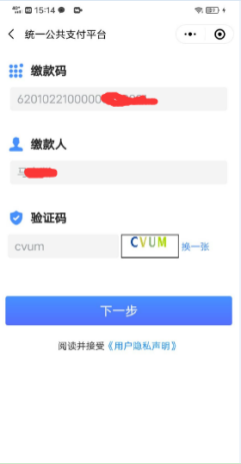 15:14
统一公共支付平台
缴款码
6201022100000
缴款人
验证码
cvum
CVUM
换一张
下一步
阅读并接受《用户隐私声明》